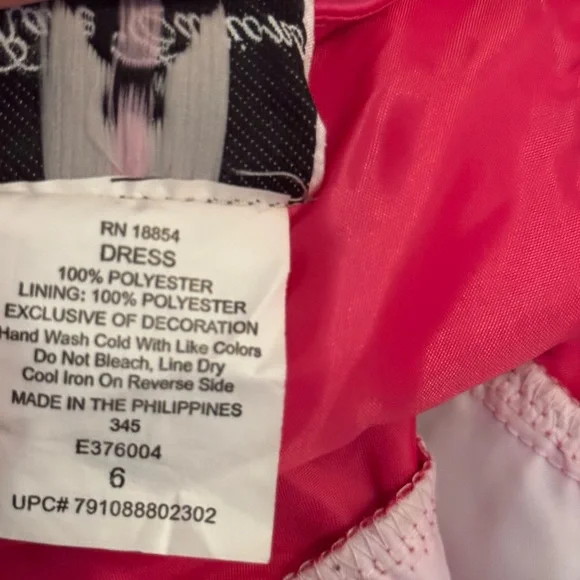 RN 18854
DRESS
100% POLYESTER
LINING: 100% POLYESTER
EXCLUSIVE OF DECORATION
Hand Wash Cold With Like Colors
Do Not Bleach, Line Dry
Cool Iron On Reverse Side
MADE IN THE PHILIPPINES
345
E376004
6
UPC# 791088802302